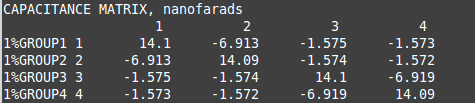 CAPACITANCE MATRIX, nanofarads
1 2 3 4
1%GROUP1 1 14.1 -6.913 -1.575 -1.573
1%GROUP2 2 -6.913 14.09 -1.574 -1.572
1%GROUP3 3 -1.575 -1.574 14.1 -6.919
1%GROUP4 4 -1.573 -1.572 -6.919 14.09